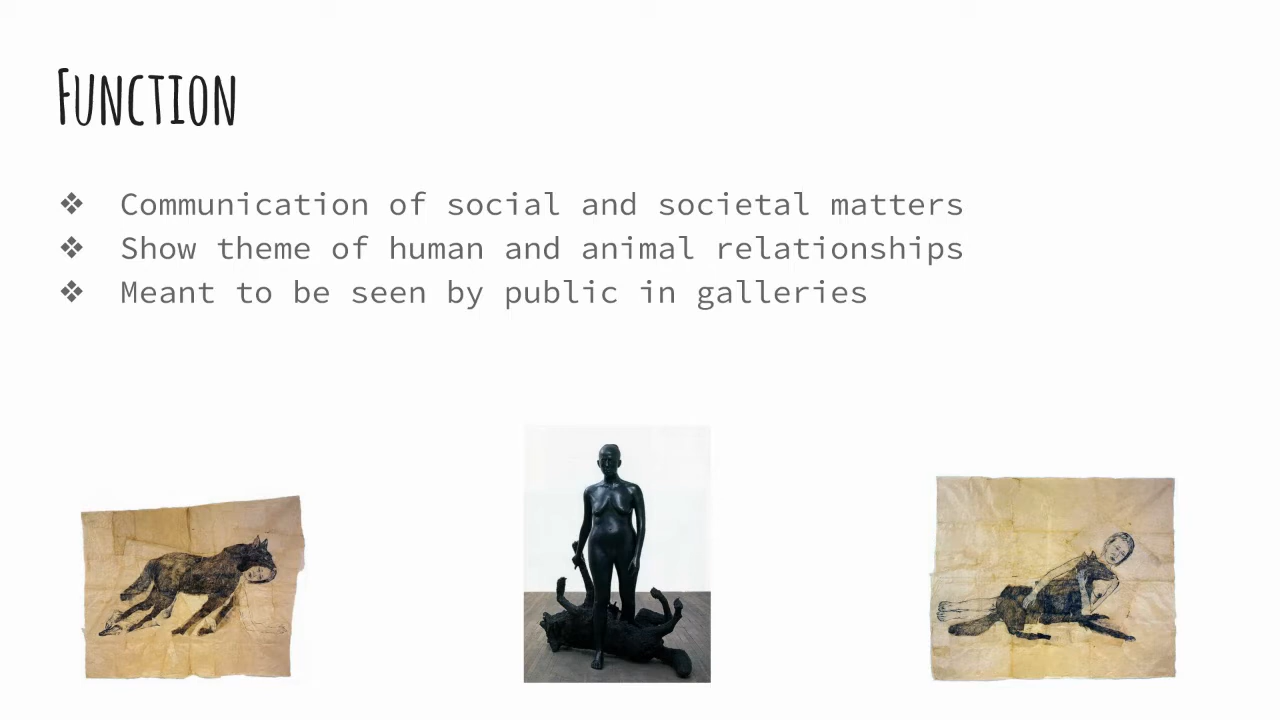 Function
❖ Communication of social and societal matters
❖ Show theme of human and animal relationships
❖ Meant to be seen by public in galleries